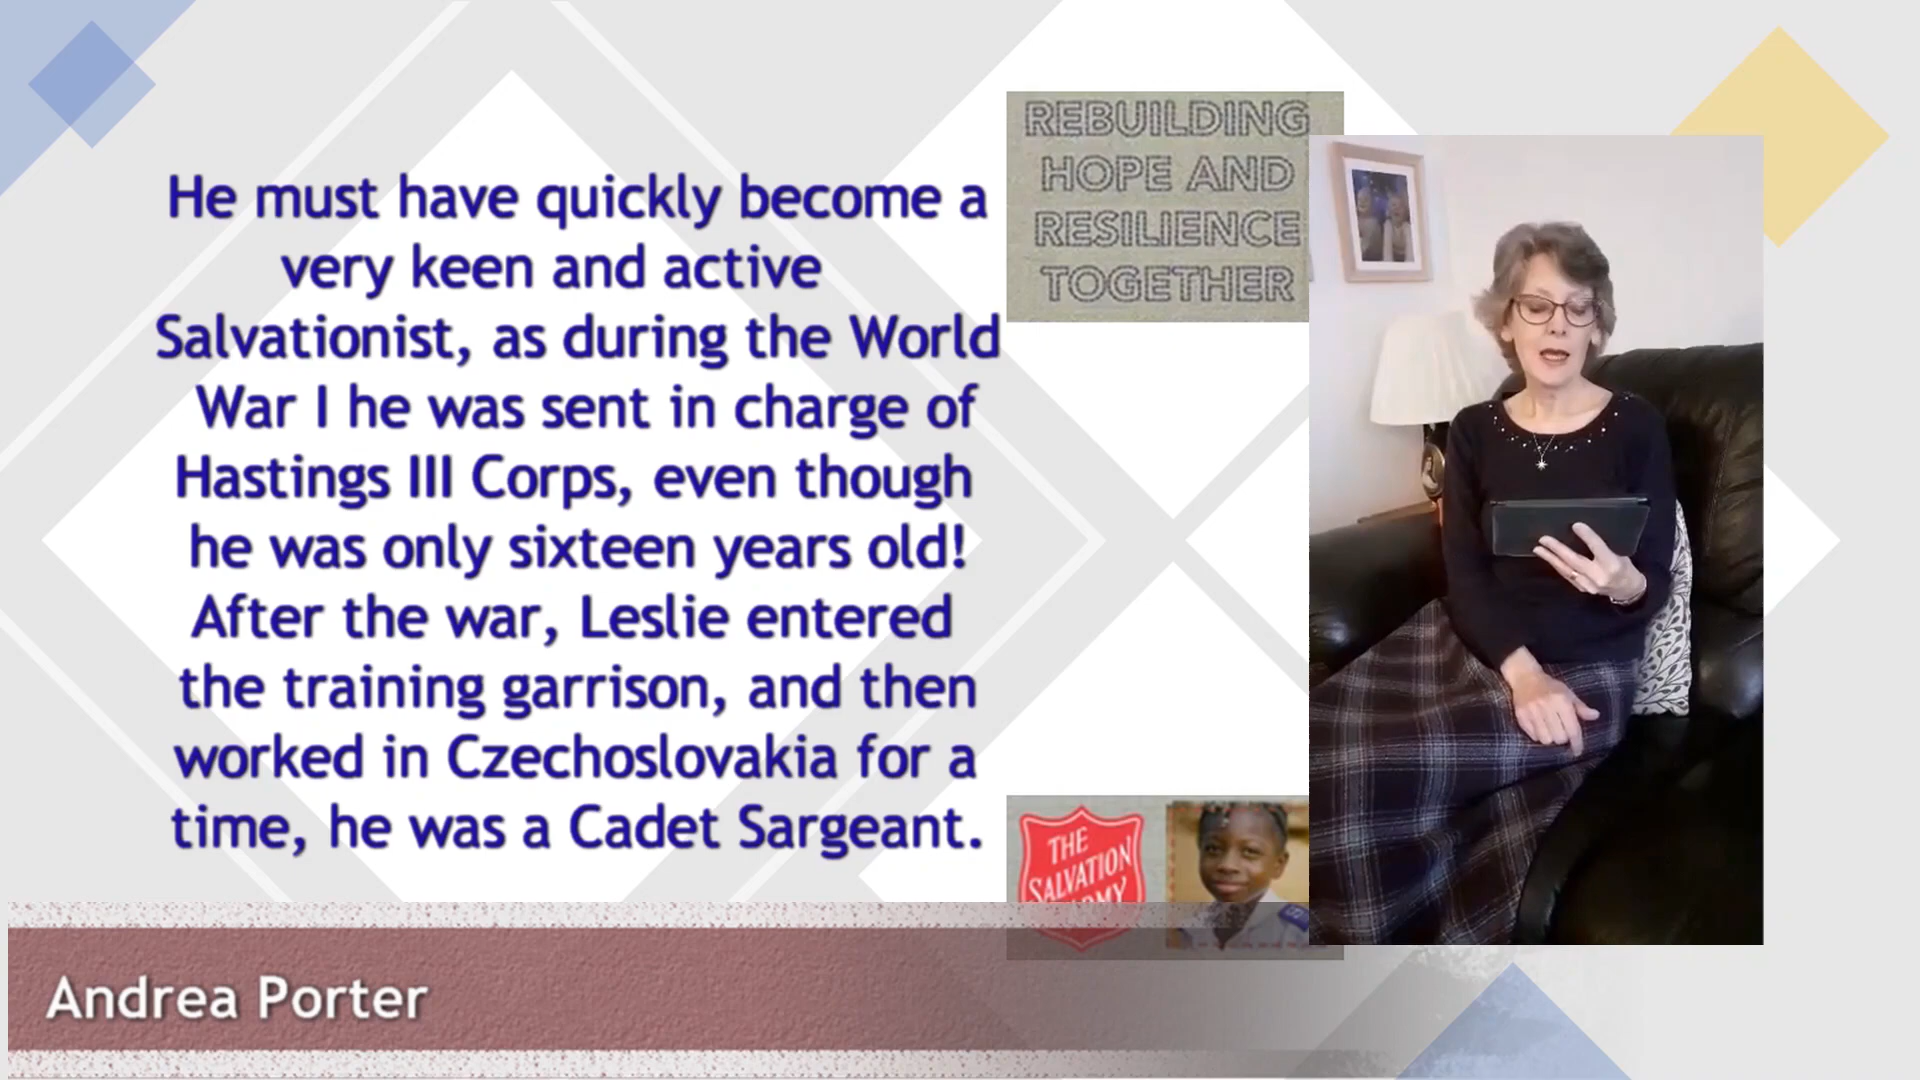 He must have quickly become a
very keen and active
Salvationist, as during the World
War I he was sent in charge of
Hastings III Corps, even though
he was only sixteen years old!
After the war, Leslie entered
the training garrison, and then
worked in Czechoslovakia for a
time, he was a Cadet Sargeant.
REBUILDING
HOPE AND
RESILIENCE
TOGETHER
THE
SALVATION
Andrea Porter